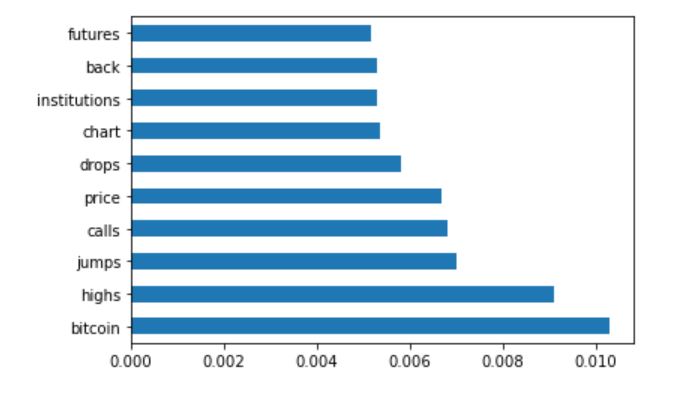 futures
back
institutions
chart
drops
price
calls
jumps
highs
bitcoin
0.000 0.002 0.004 0.006 0.008 0.010